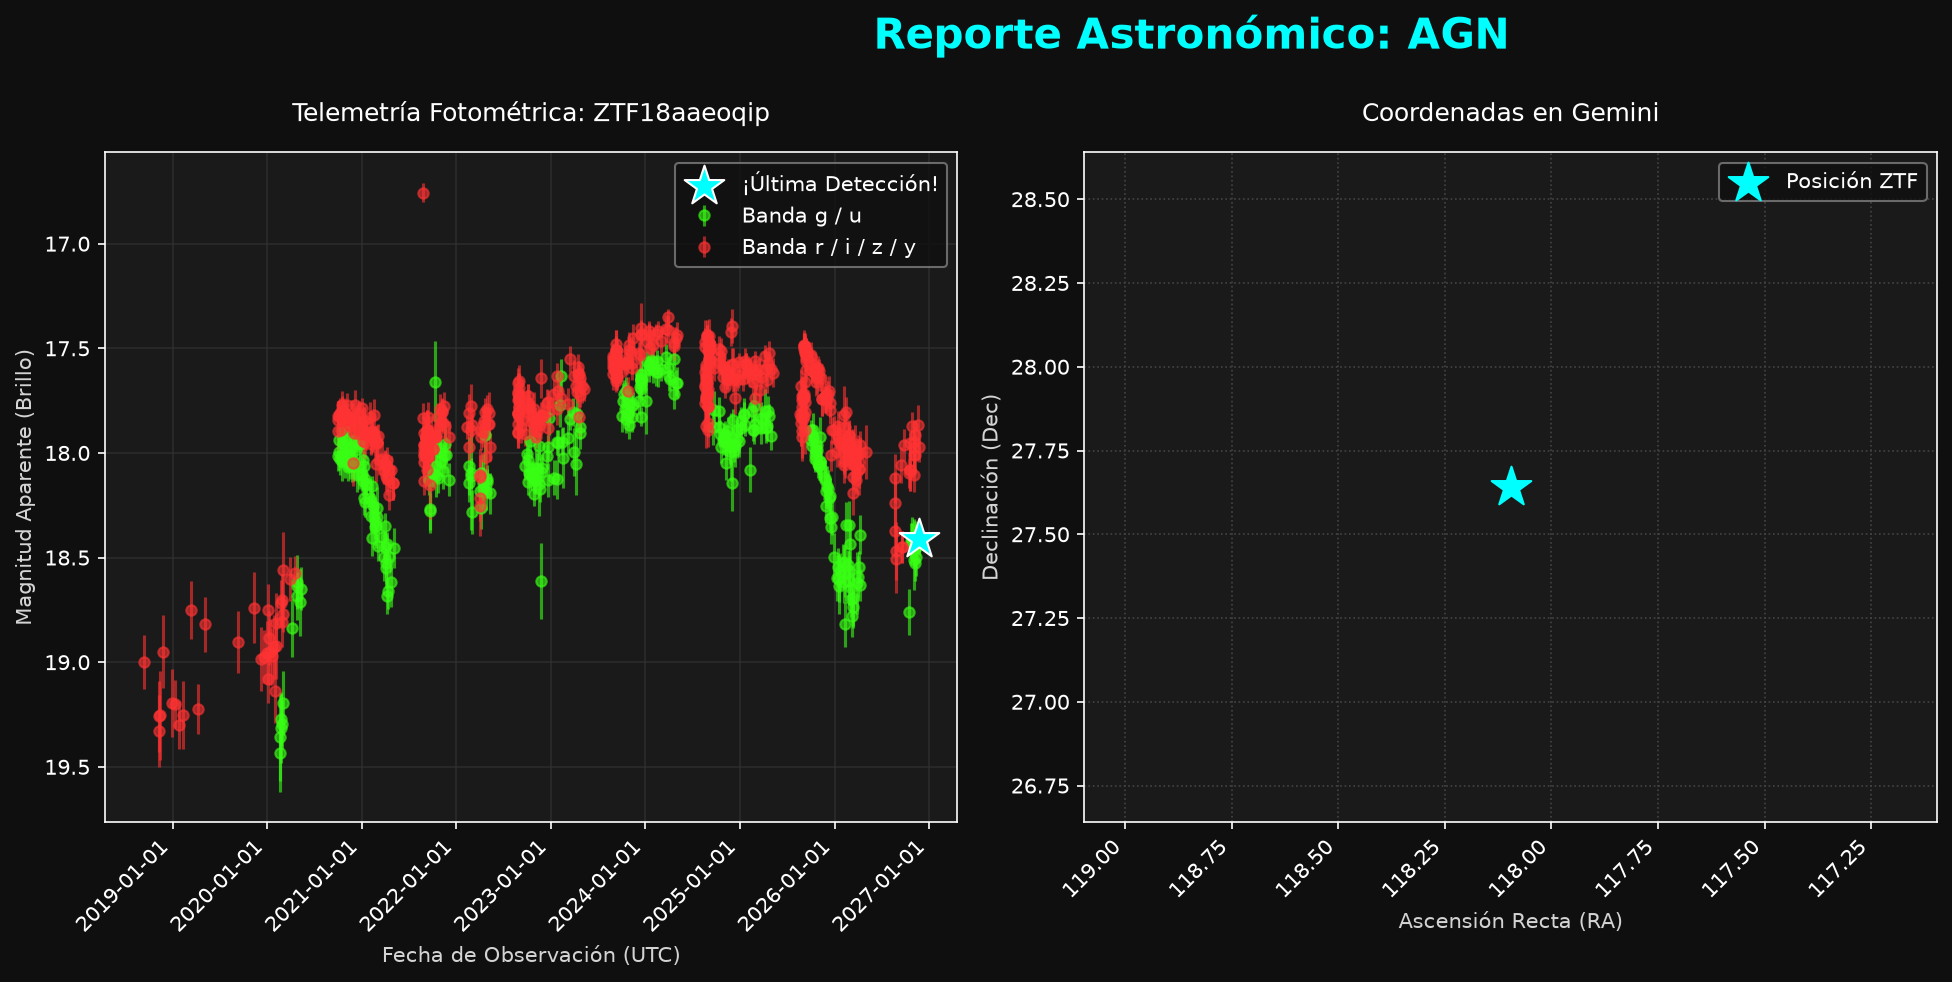 Reporte Astronómico: AGN
Telemetría Fotométrica: ZTF18aaeoqip
¡Última Detección!
Banda g / u
Banda r / i / z / y
Magnitud Aparente (Brillo)
17.0
17.5
18.0
18.5
19.0
19.5
2019-01-01
2020-01-01
2021-01-01
2022-01-01
2023-01-01
2024-01-01
2025-01-01
2026-01-01
2027-01-01
Fecha de Observación (UTC)
Coordenadas en Gemini
Posición ZTF
Declinación (Dec)
28.50
28.25
28.00
27.75
27.50
27.25
27.00
26.75
119.00
118.75
118.50
118.25
118.00
117.75
117.50
117.25
Ascensión Recta (RA)